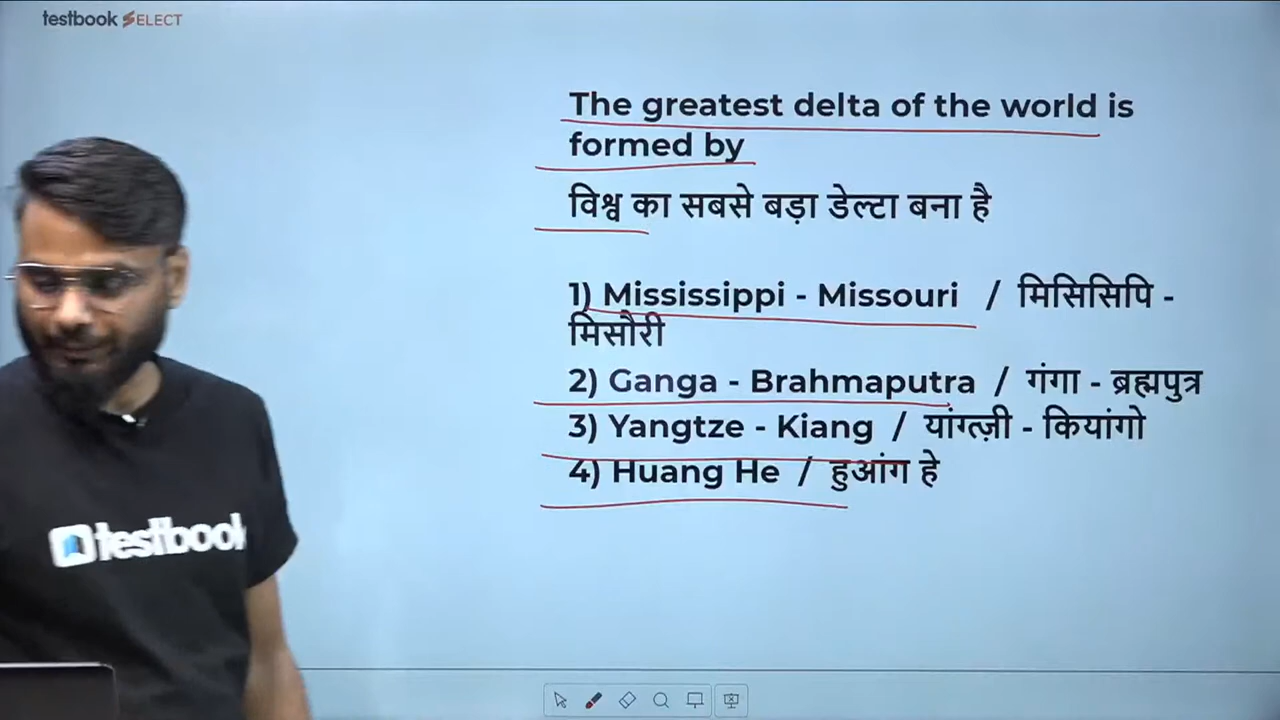 testbook SELECT
The greatest delta of the world is
formed by
विश्व का सबसे बड़ा डेल्टा बना है
1) Mississippi - Missouri / मिसिसिपि -
मिसौरी
2) Ganga - Brahmaputra / गंगा - ब्रह्मपुत्र
3) Yangtze - Kiang / यांग्त्ज़ी - कियांगो
4) Huang He / हुआंग हे
testbook